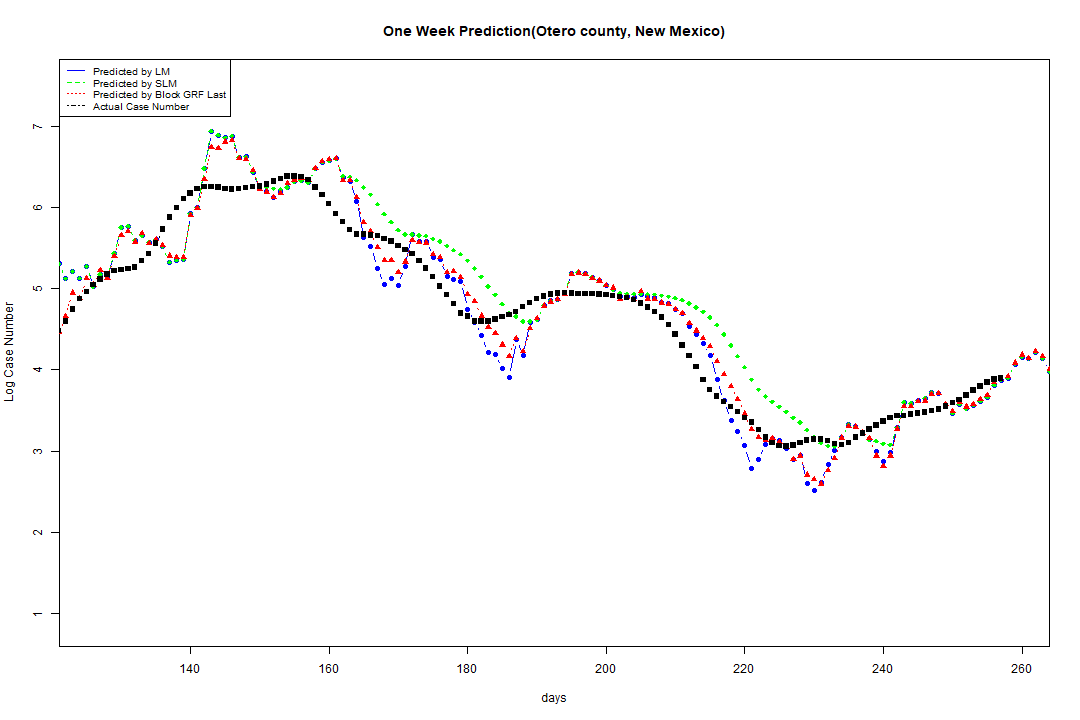 One Week Prediction(Otero county, New Mexico)
Predicted by LM
Predicted by SLM
Predicted by Block GRF Last
Actual Case Number
Log Case Number
7
6
5
4
3
2
1
140 160 180 200 220 240 260
days